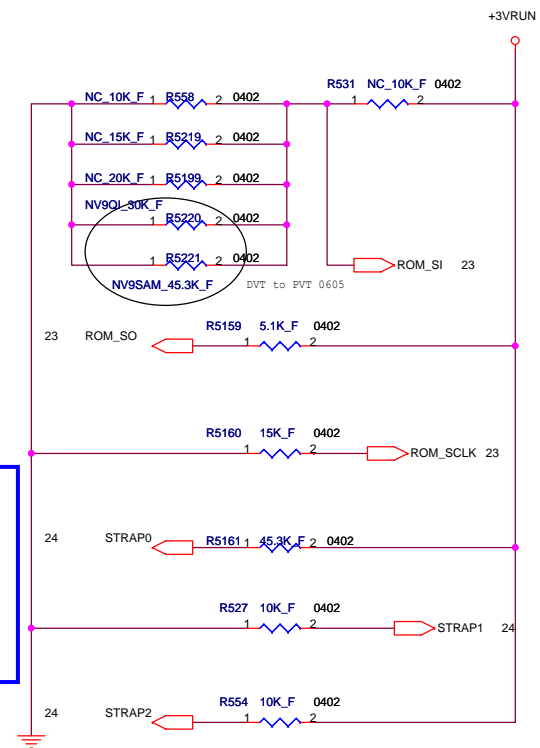 +3VRUN
R531 NC_10K_F 0402
1 2
NC_10K_F 1 R558 2 0402
NC_15K_F 1 R5219 2 0402
NC_20K_F 1 R5199 2 0402
NV9QI_30K_F
1 R5220 2 0402
1 R5221 2 0402
ROM_SI 23
NV9SAM_45.3K_F DVT to PVT 0605
R5159 5.1K_F 0402
23 ROM_SO 1 2
R5160 15K_F 0402
1 2 ROM_SCLK 23
24 STRAP0 R5161 1 45.3K_F 2 0402
R527 10K_F 0402
1 2 STRAP1 24
R554 10K_F 0402
24 STRAP2 1 2